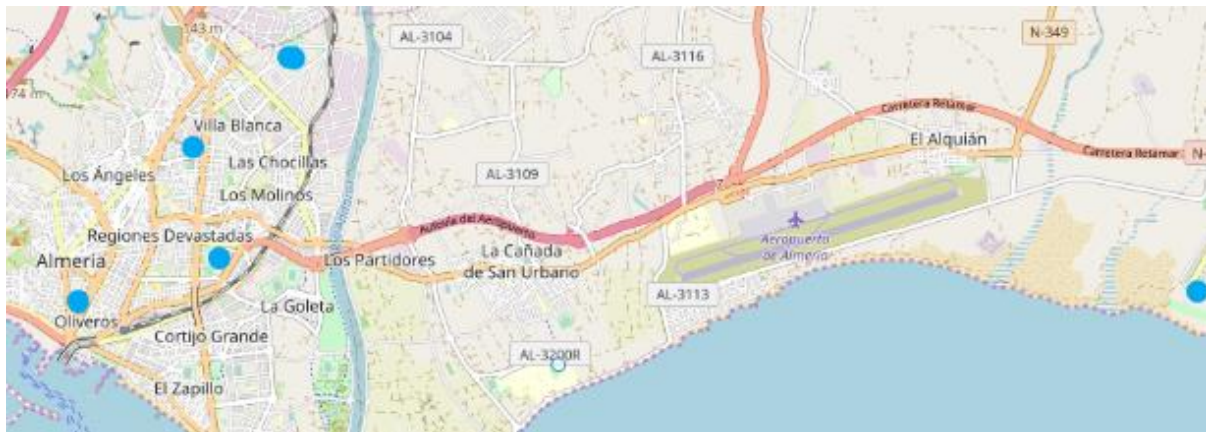 143 m
AL-3104
N-349
AL-3116
174 m
Carretera Retamar
Villa Blanca
El Alquián
Carretera Retamar
N-
Las Chocillas
Los Ángeles
AL-3109
Los Molinos
Autovía del Aeropuerto
Regiones Devastadas
Aeropuerto
de Almería
La Cañada
de San Urbano
Almería
Los Partidores
AL-3113
La Goleta
Oliveros
Cortijo Grande
AL-3200R
El Zapillo